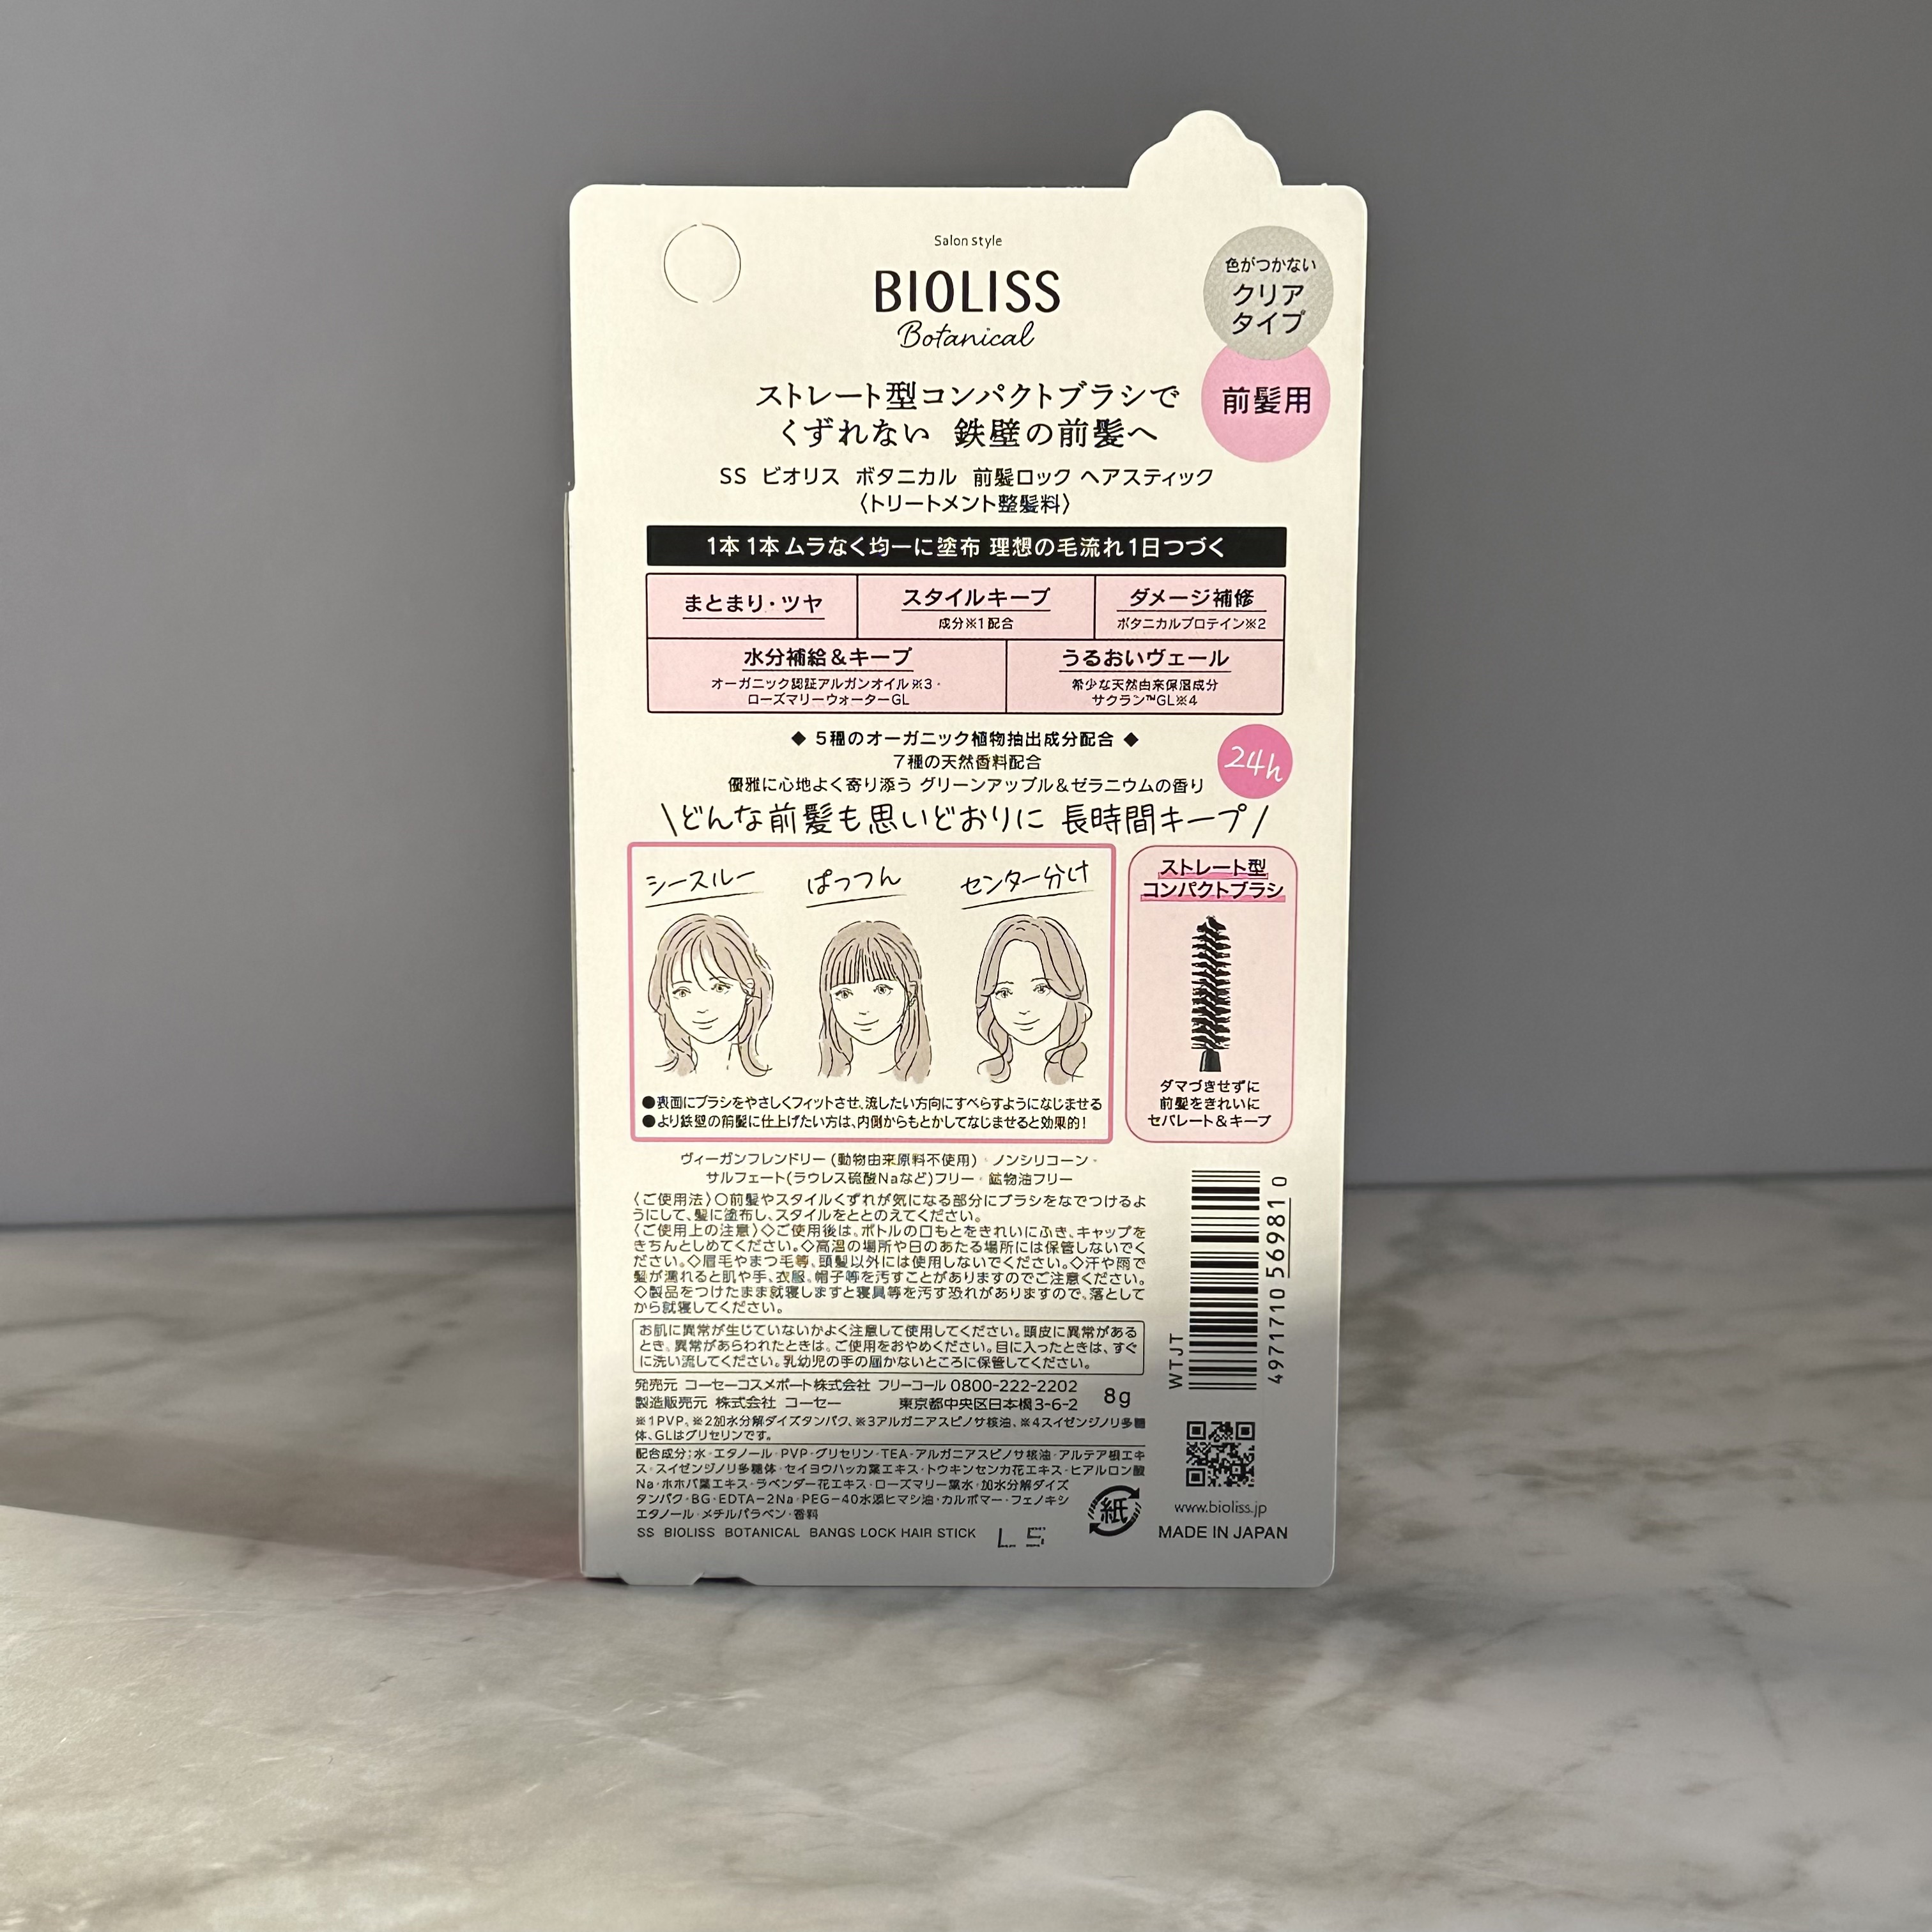 Salon style
BIOLISS
Botanical
色がつかない
クリア
タイプ
前髪用
ストレート型コンパクトブラシで
くずれない 鉄壁の前髪へ
SS ビオリス ボタニカル 前髪ロック ヘアスティック
〈トリートメント整髪料〉
1本1本ムラなく均一に塗布 理想の毛流れ1日つづく
まとまり・ツヤ
スタイルキープ
成分※1配合
ダメージ補修
ボタニカルプロテイン※2
水分補給&キープ
オーガニック認証アルガンオイル※3・
ローズマリーウォーターGL
うるおいヴェール
希少な天然由来保湿成分
サクラン™GL※4
◆ 5種のオーガニック植物抽出成分配合 ◆
7種の天然香料配合
優雅に心地よく寄り添う グリーンアップル&ゼラニウムの香り
24h
\どんな前髪も思いどおりに 長時間キープ/
シースルー
ぱっつん
センター分け
●表面にブラシをやさしくフィットさせ、流したい方向にすべらすようになじませる
●より鉄壁の前髪に仕上げたい方は、内側からもとかしてなじませると効果的!
ストレート型
コンパクトブラシ
ダマづきせずに
前髪をきれいに
セパレート&キープ
ヴィーガンフレンドリー(動物由来原料不使用)・ノンシリコーン・
サルフェート(ラウレス硫酸Naなど)フリー・鉱物油フリー
〈ご使用法〉○前髪やスタイルくずれが気になる部分にブラシをなでつけるよ
うにして、髪に塗布し、スタイルをととのえてください。
〈ご使用上の注意〉◇ご使用後は、ボトルの口もとをきれいにふき、キャップを
きちんとしめてください。◇高温の場所や日のあたる場所には保管しないでく
ださい。◇眉毛やまつ毛等、頭髪以外には使用しないでください。◇汗や雨で
髪が濡れると肌や手、衣服、帽子等を汚すことがありますのでご注意ください。
◇製品をつけたまま就寝しますと寝具等を汚す恐れがありますので、落として
から就寝してください。
お肌に異常が生じていないかよく注意して使用してください。頭皮に異常がある
とき、異常があらわれたときは、ご使用をおやめください。目に入ったときは、すぐ
に洗い流してください。乳幼児の手の届かないところに保管してください。
発売元 コーセーコスメポート株式会社 フリーコール 0800-222-2202
製造販売元 株式会社 コーセー 東京都中央区日本橋3-6-2
8g
※1PVP、※2加水分解ダイズタンパク、※3アルガニアスピノサ核油、※4スイゼンジノリ多糖
体、GLはグリセリンです。
配合成分:水・エタノール・PVP・グリセリン・TEA・アルガニアスピノサ核油・アルテア根エキ
ス・スイゼンジノリ多糖体・セイヨウハッカ葉エキス・トウキンセンカ花エキス・ヒアルロン酸
Na・ホホバ葉エキス・ラベンダー花エキス・ローズマリー葉水・加水分解ダイズ
タンパク・BG・EDTA-2Na・PEG-40水添ヒマシ油・カルボマー・フェノキシ
エタノール・メチルパラベン・香料
SS BIOLISS BOTANICAL BANGS LOCK HAIR STICK
L5
紙
WTJT
4971710 569810
www.bioliss.jp
MADE IN JAPAN